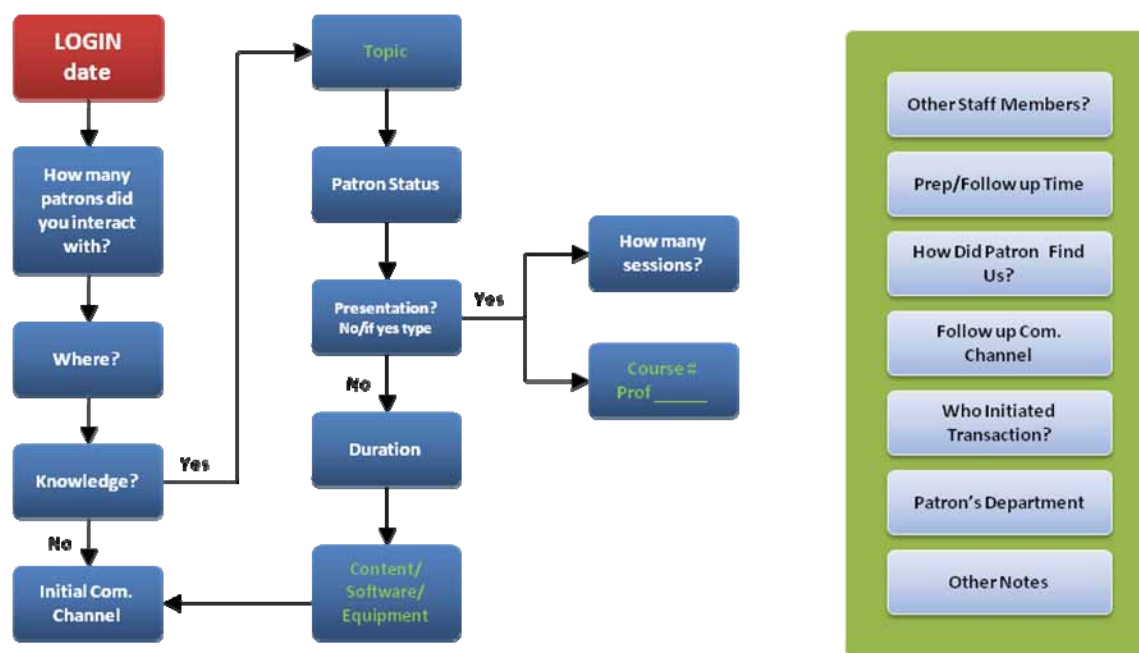 LOGIN
date
How many
patrons did
you interact
with?
Where?
Knowledge?
Yes
No
Initial Com.
Channel
Topic
Patron Status
Presentation?
No/if yes type
Yes
No
Duration
Content/
Software/
Equipment
How many
sessions?
Course #
Prof _____
Other Staff Members?
Prep/Follow up Time
How Did Patron Find
Us?
Follow up Com.
Channel
Who Initiated
Transaction?
Patron's Department
Other Notes